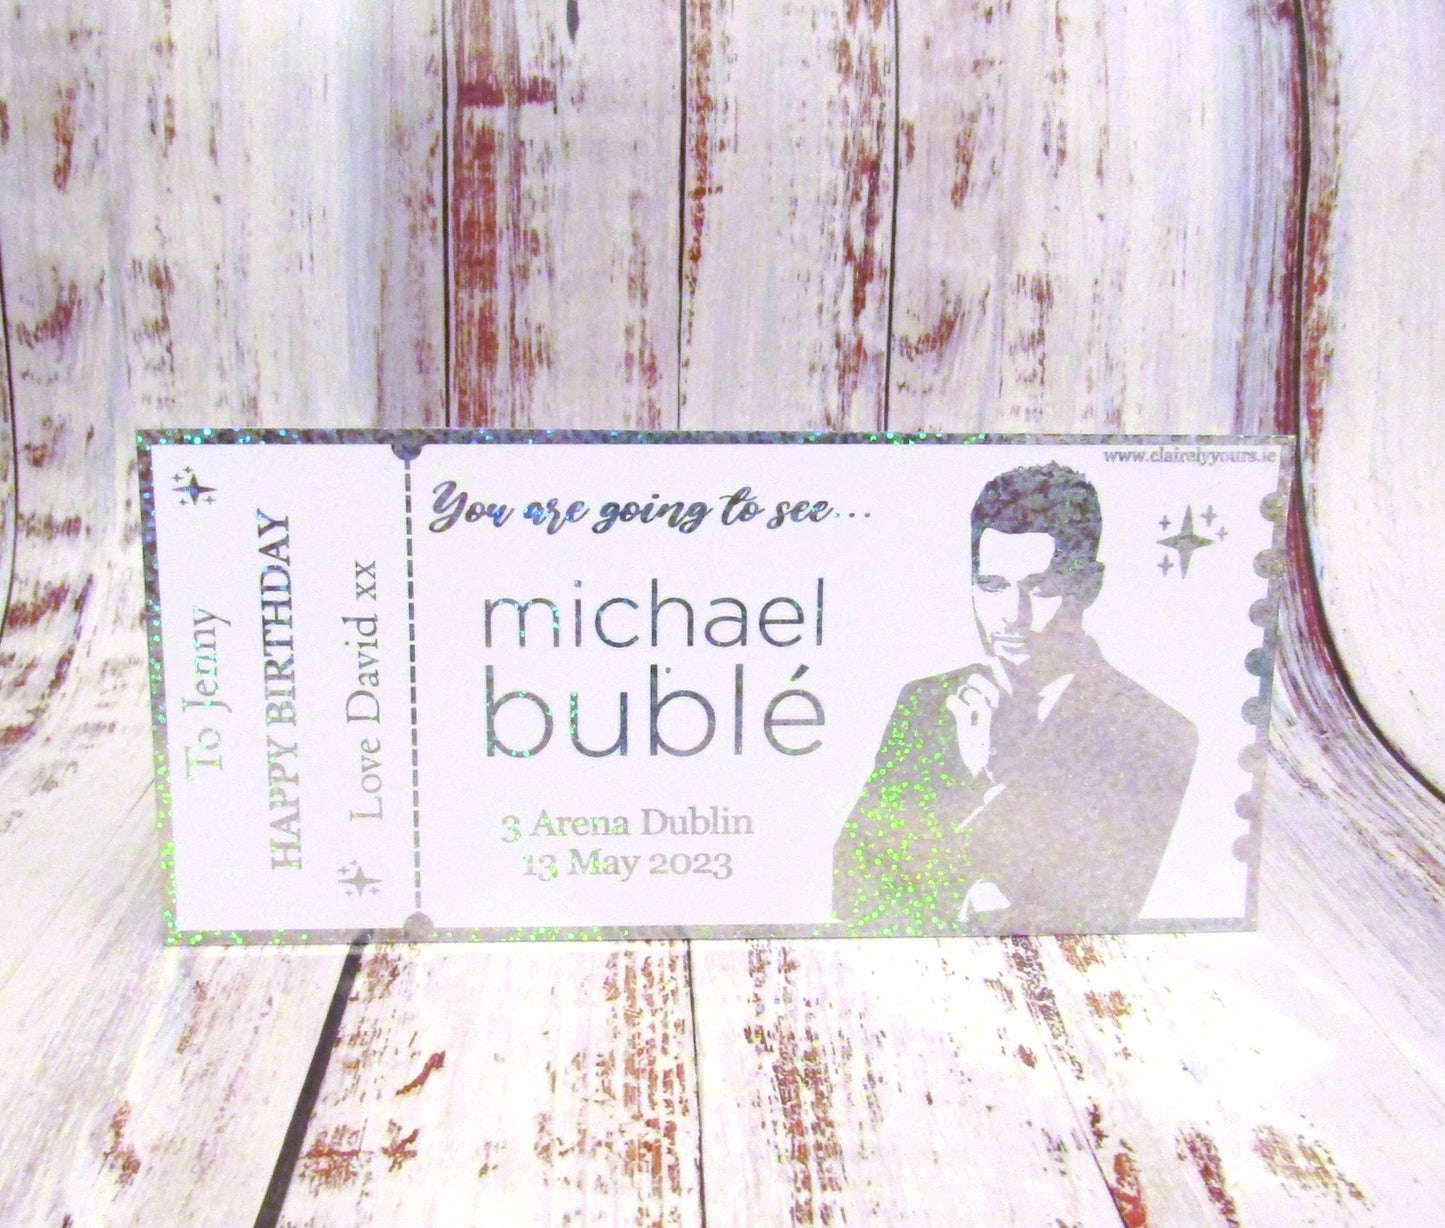 To Jenny
HAPPY BIRTHDAY
Love David xx
You are going to see...
michael
bublé
3 Arena Dublin
13 May 2023
www.clairelyyours.ie